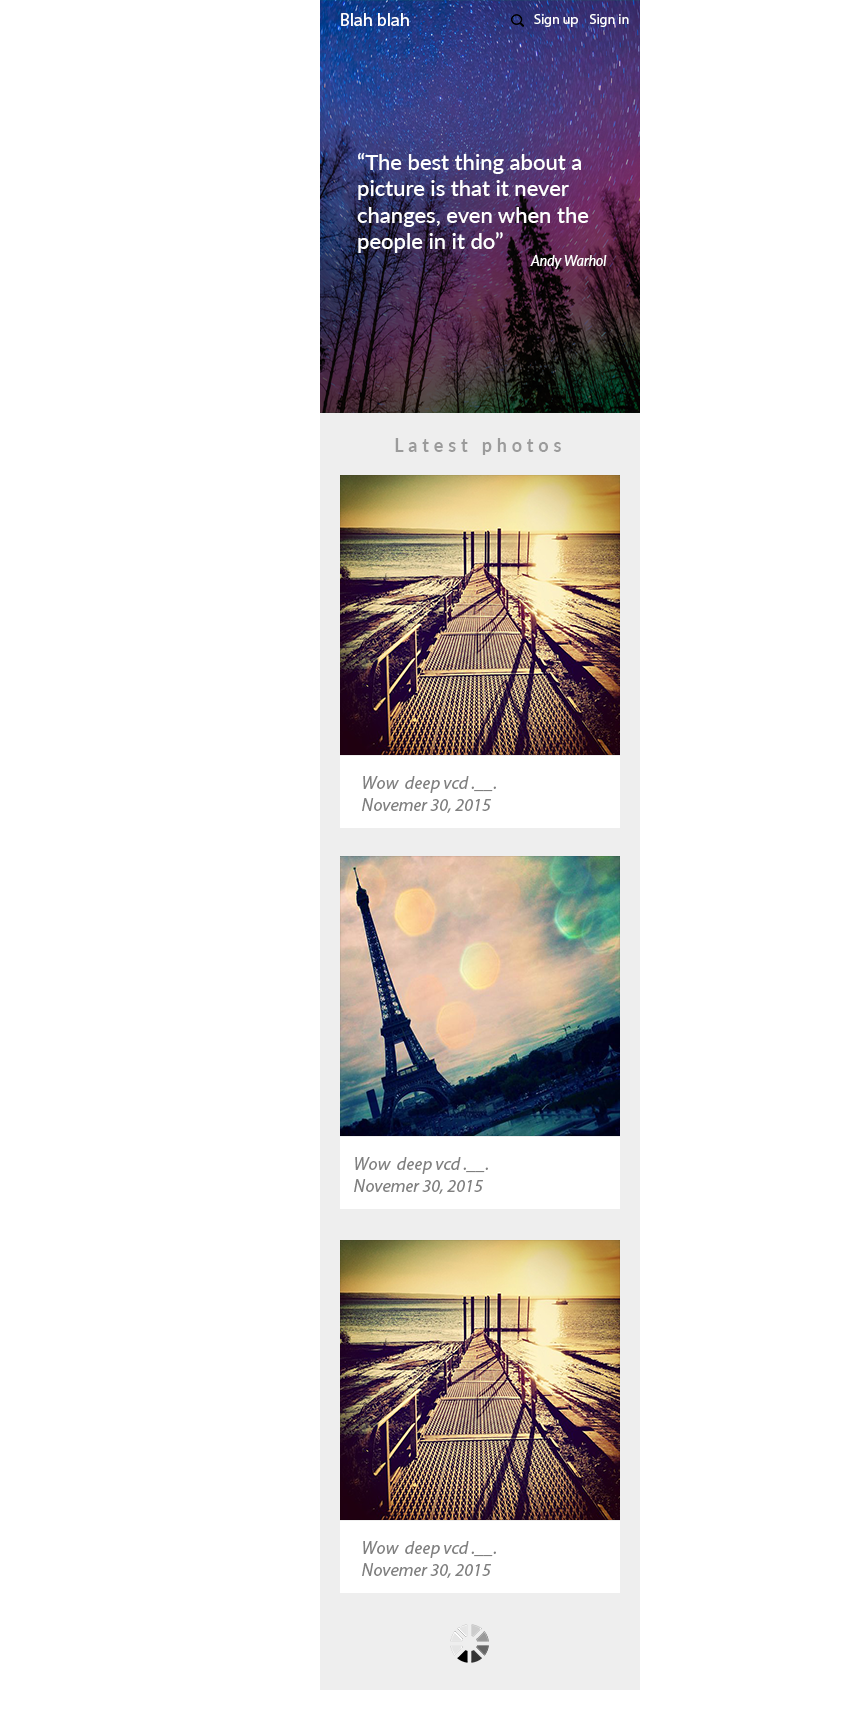 Blah blah
Sign up Sign in
“The best thing about a
picture is that it never
changes, even when the
people in it do”
Andy Warhol
Latest photos
Wow deep vcd .__.
Novemer 30, 2015
Wow deep vcd .__.
Novemer 30, 2015
Wow deep vcd .__.
Novemer 30, 2015